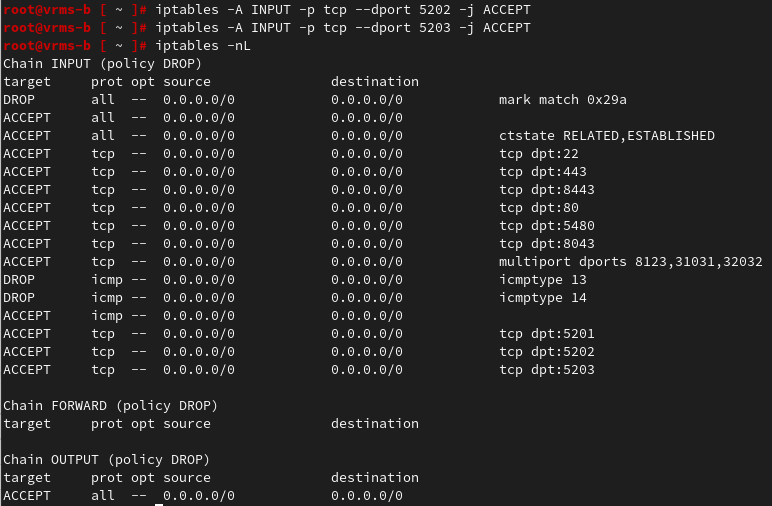 root@vrms-b [ ~ ]# iptables -A INPUT -p tcp --dport 5202 -j ACCEPT
root@vrms-b [ ~ ]# iptables -A INPUT -p tcp --dport 5203 -j ACCEPT
root@vrms-b [ ~ ]# iptables -nL
Chain INPUT (policy DROP)
target     prot opt source               destination
DROP       all  --  0.0.0.0/0            0.0.0.0/0            mark match 0x29a
ACCEPT     all  --  0.0.0.0/0            0.0.0.0/0
ACCEPT     all  --  0.0.0.0/0            0.0.0.0/0            ctstate RELATED,ESTABLISHED
ACCEPT     tcp  --  0.0.0.0/0            0.0.0.0/0            tcp dpt:22
ACCEPT     tcp  --  0.0.0.0/0            0.0.0.0/0            tcp dpt:443
ACCEPT     tcp  --  0.0.0.0/0            0.0.0.0/0            tcp dpt:8443
ACCEPT     tcp  --  0.0.0.0/0            0.0.0.0/0            tcp dpt:80
ACCEPT     tcp  --  0.0.0.0/0            0.0.0.0/0            tcp dpt:5480
ACCEPT     tcp  --  0.0.0.0/0            0.0.0.0/0            tcp dpt:8043
ACCEPT     tcp  --  0.0.0.0/0            0.0.0.0/0            multiport dports 8123,31031,32032
DROP       icmp --  0.0.0.0/0            0.0.0.0/0            icmptype 13
DROP       icmp --  0.0.0.0/0            0.0.0.0/0            icmptype 14
ACCEPT     icmp --  0.0.0.0/0            0.0.0.0/0
ACCEPT     tcp  --  0.0.0.0/0            0.0.0.0/0            tcp dpt:5201
ACCEPT     tcp  --  0.0.0.0/0            0.0.0.0/0            tcp dpt:5202
ACCEPT     tcp  --  0.0.0.0/0            0.0.0.0/0            tcp dpt:5203

Chain FORWARD (policy DROP)
target     prot opt source               destination

Chain OUTPUT (policy DROP)
target     prot opt source               destination
ACCEPT     all  --  0.0.0.0/0            0.0.0.0/0